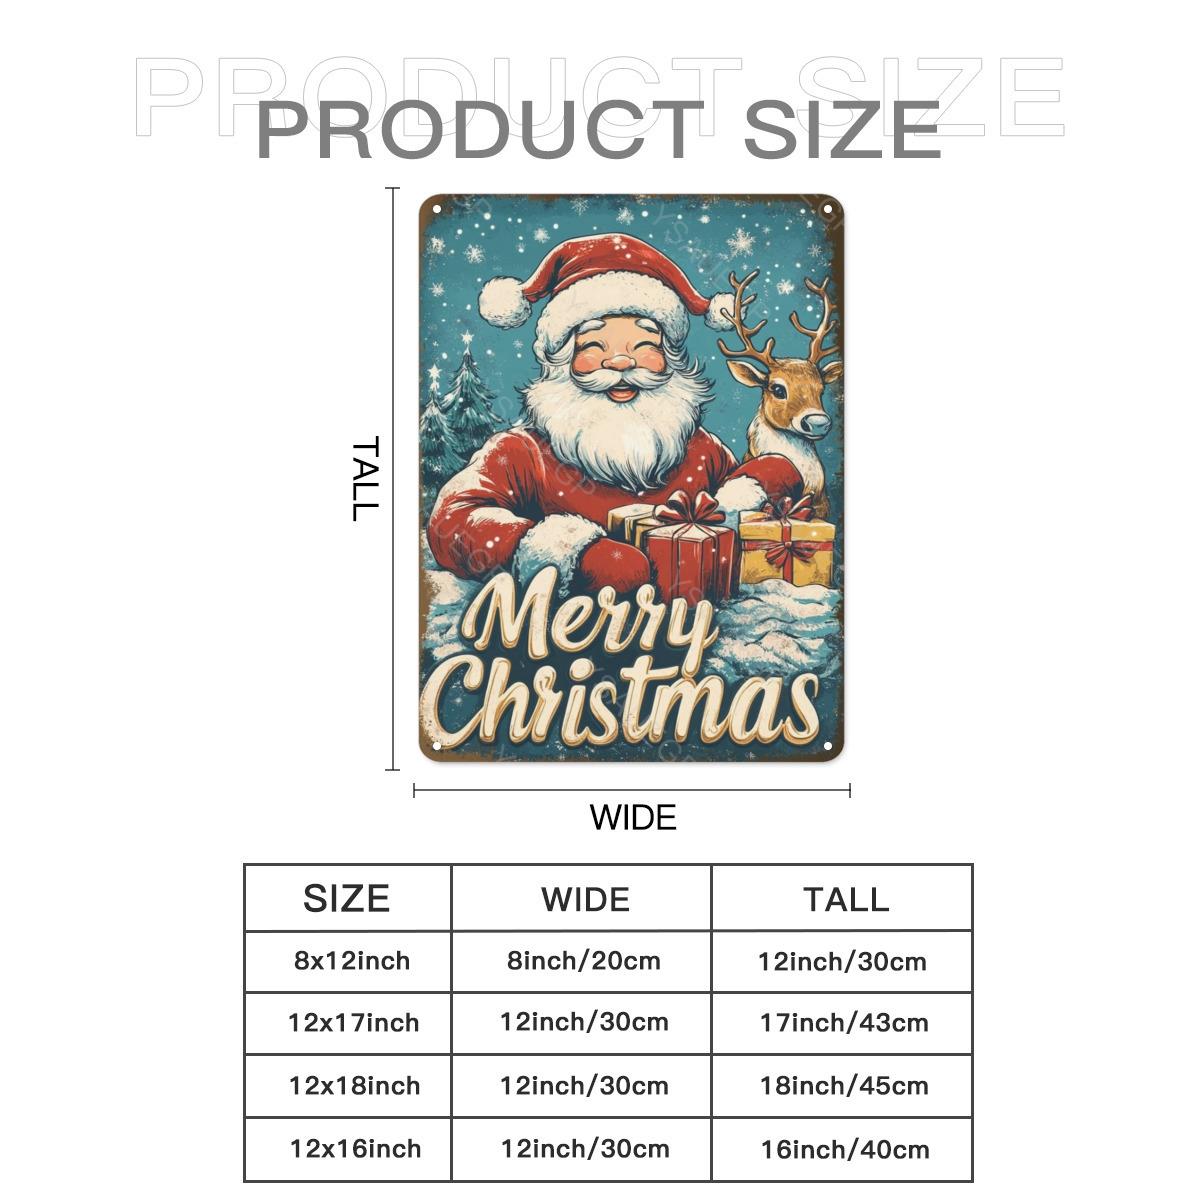 PRODUCT SIZE
PRODUCT SIZE
TALL
Merry
Christmas
WIDE
SIZE WIDE TALL
8x12inch 8inch/20cm 12inch/30cm
12x17inch 12inch/30cm 17inch/43cm
12x18inch 12inch/30cm 18inch/45cm
12x16inch 12inch/30cm 16inch/40cm